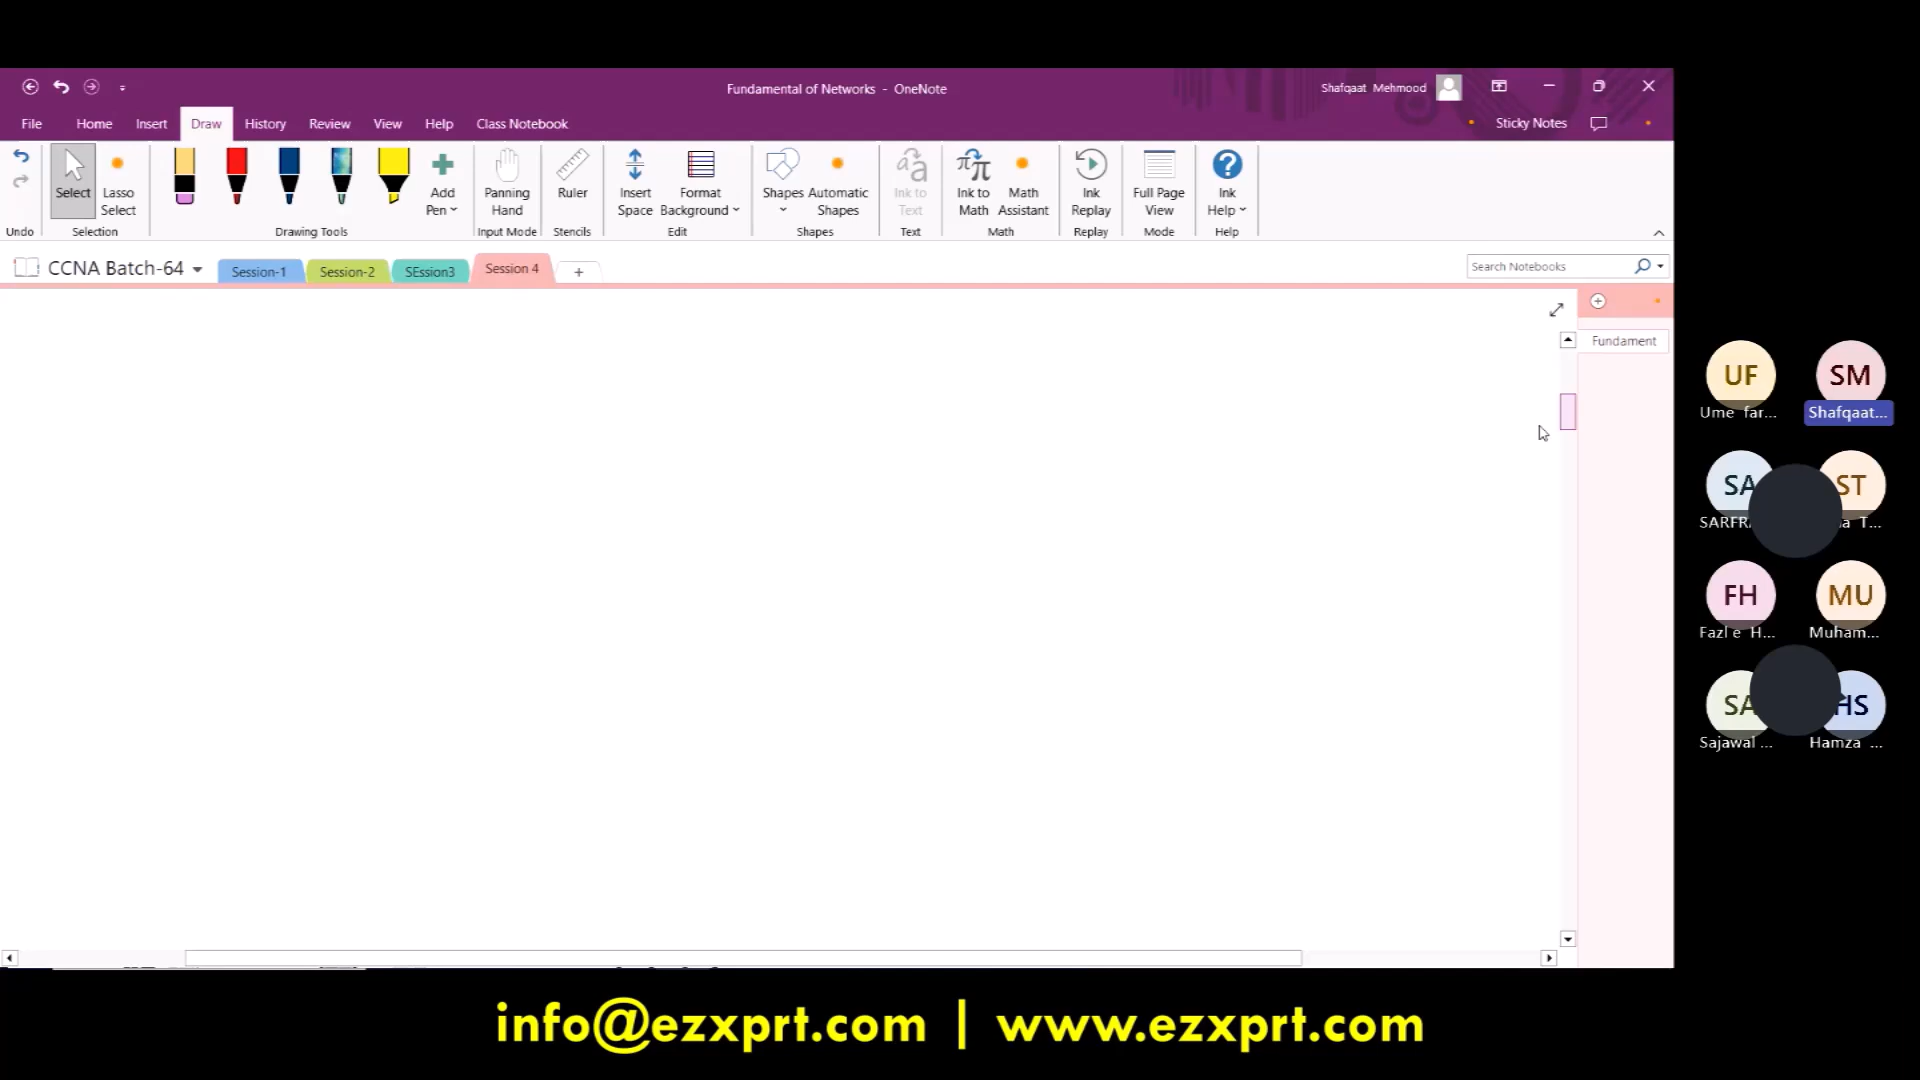 Fundamental of Networks - OneNote
Shafqaat Mehmood
File Home Insert Draw History Review View Help Class Notebook
Sticky Notes
Select
Lasso
Select
Add
Pen
Panning
Hand
Ruler
Insert
Space
Format
Background
Shapes
Automatic
Shapes
Ink to
Text
Ink to
Math
Math
Assistant
Ink
Replay
Full Page
View
Ink
Help
Undo Selection Drawing Tools Input Mode Stencils Edit Shapes Text Math Replay Mode Help
CCNA Batch-64
Session-1 Session-2 SEssion3 Session 4
Search Notebooks
Fundament
UF
Ume far...
SM
Shafqaat...
SA
SARFR
ST
a T...
FH
Fazl e H...
MU
Muham...
SA
Sajawal ...
HS
Hamza ...
info@ezxprt.com | www.ezxprt.com